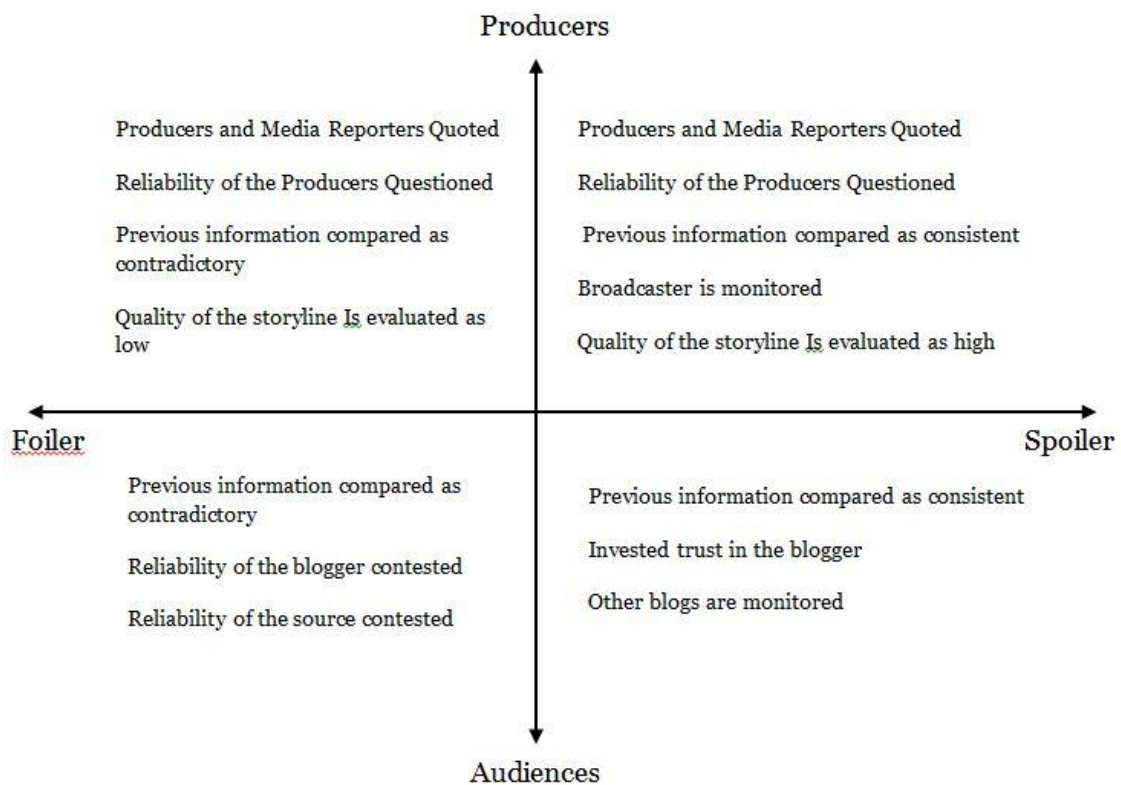 Producers
Producers and Media Reporters Quoted
Reliability of the Producers Questioned
Previous information compared as
contradictory
Quality of the storyline Is evaluated as
low
Producers and Media Reporters Quoted
Reliability of the Producers Questioned
Previous information compared as consistent
Broadcaster is monitored
Quality of the storyline Is evaluated as high
Foiler
Spoiler
Previous information compared as
contradictory
Reliability of the blogger contested
Reliability of the source contested
Previous information compared as consistent
Invested trust in the blogger
Other blogs are monitored
Audiences